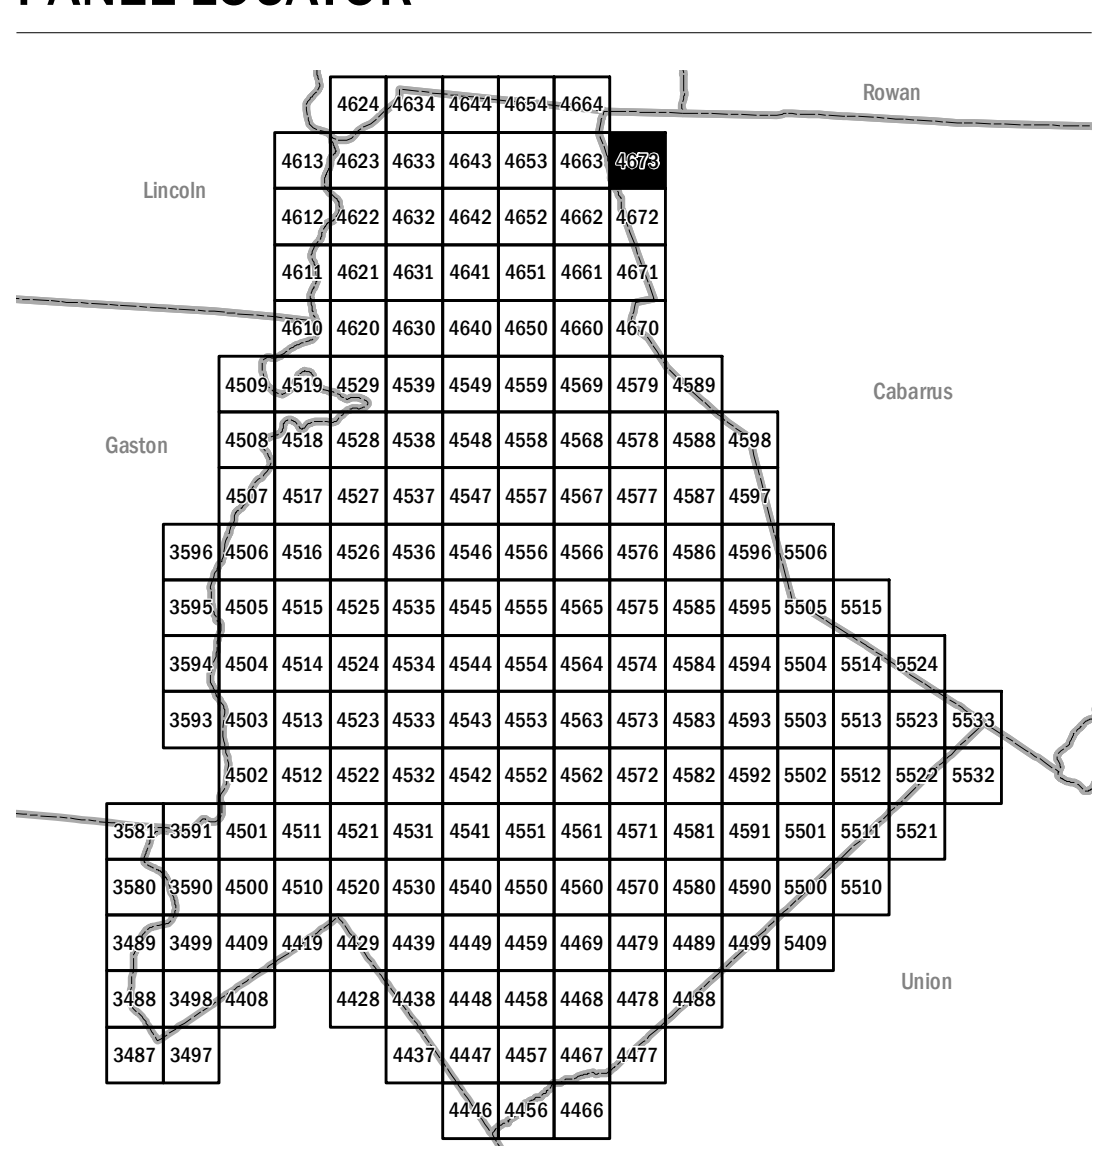 PANEL LOCATOR
Rowan
4624 4634 4644 4654 4664
4613 4623 4633 4643 4653 4663 4673
Lincoln
4612 4622 4632 4642 4652 4662 4672
4611 4621 4631 4641 4651 4661 4671
4610 4620 4630 4640 4650 4660 4670
4509 4519 4529 4539 4549 4559 4569 4579 4589
Cabarrus
Gaston
4508 4518 4528 4538 4548 4558 4568 4578 4588 4598
4507 4517 4527 4537 4547 4557 4567 4577 4587 4597
3596 4506 4516 4526 4536 4546 4556 4566 4576 4586 4596 5506
3595 4505 4515 4525 4535 4545 4555 4565 4575 4585 4595 5505 5515
3594 4504 4514 4524 4534 4544 4554 4564 4574 4584 4594 5504 5514 5524
3593 4503 4513 4523 4533 4543 4553 4563 4573 4583 4593 5503 5513 5523 5533
4502 4512 4522 4532 4542 4552 4562 4572 4582 4592 5502 5512 5522 5532
3581 3591 4501 4511 4521 4531 4541 4551 4561 4571 4581 4591 5501 5511 5521
3580 3590 4500 4510 4520 4530 4540 4550 4560 4570 4580 4590 5500 5510
3489 3499 4409 4419 4429 4439 4449 4459 4469 4479 4489 4499 5409
Union
3488 3498 4408 4428 4438 4448 4458 4468 4478 4488
3487 3497 4437 4447 4457 4467 4477
4446 4456 4466